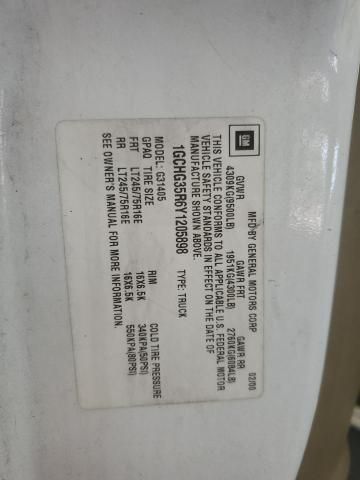 GM
MFD BY GENERAL MOTORS CORP 02/00
GVWR GAWR FRT GAWR RR
4309KG(9500LB) 1951KG(4300LB) 2760KG(6084LB)
THIS VEHICLE CONFORMS TO ALL APPLICABLE U.S. FEDERAL MOTOR
VEHICLE SAFETY STANDARDS IN EFFECT ON THE DATE OF
MANUFACTURE SHOWN ABOVE.
1GCHG35R6Y1205898 TYPE: TRUCK
MODEL: G31405
GPAQ TIRE SIZE RIM COLD TIRE PRESSURE
FRT LT245/75R16E 16X6.5K 340KPA(50PSI)
RR LT245/75R16E 16X6.5K 550KPA(80PSI)
SEE OWNER'S MANUAL FOR MORE INFORMATION.